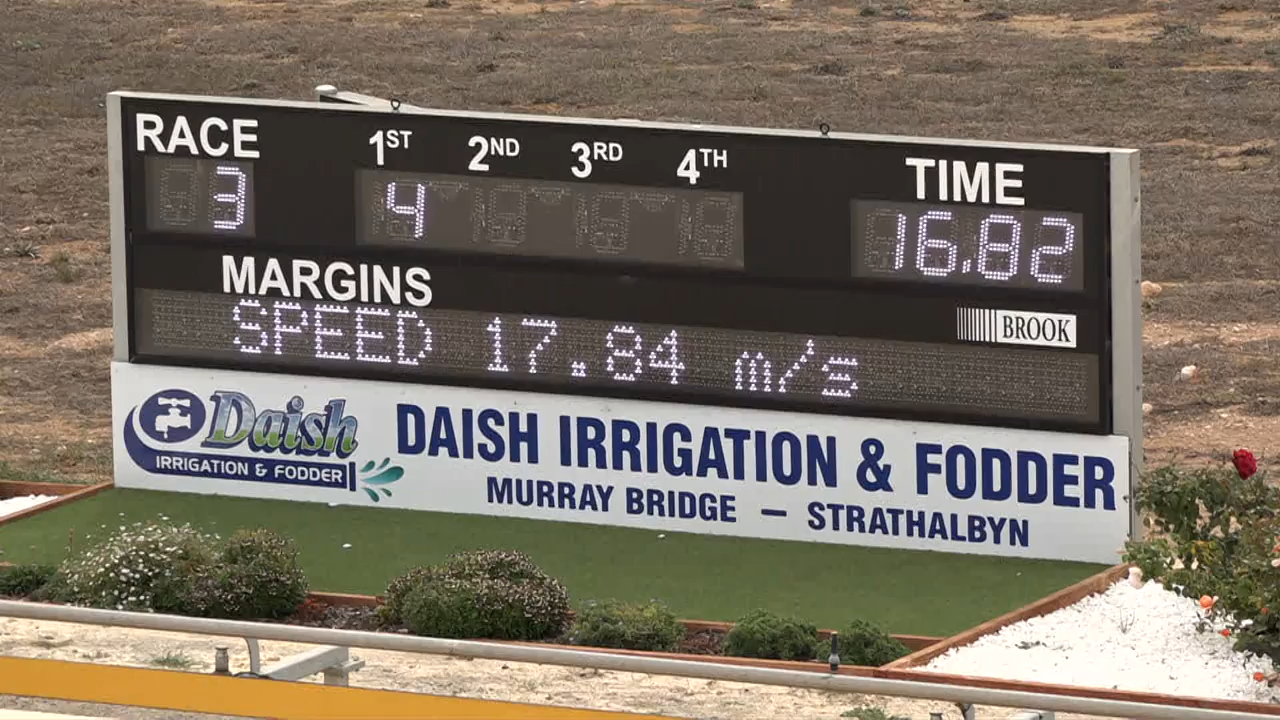 RACE 1ST 2ND 3RD 4TH TIME
3 4 16.82
MARGINS
BROOK
SPEED 17.84 m/s
Daish
IRRIGATION & FODDER
DAISH IRRIGATION & FODDER
MURRAY BRIDGE – STRATHALBYN